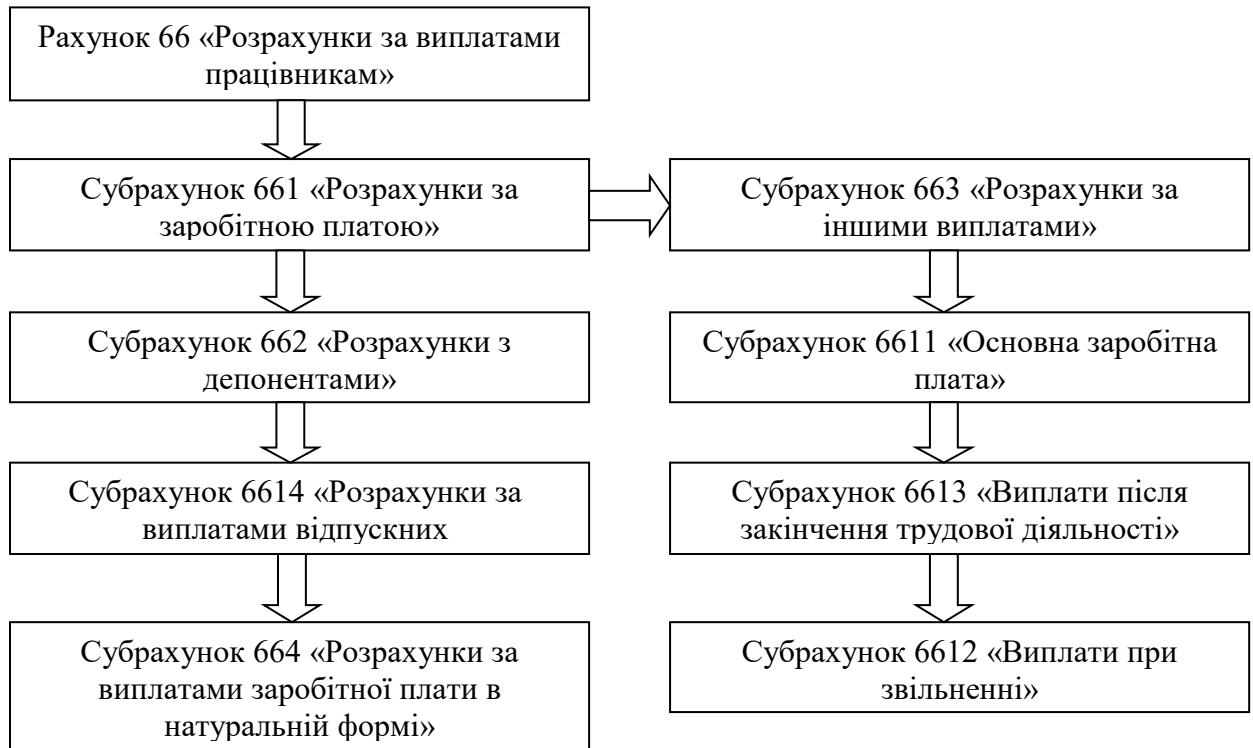 Рахунок 66 «Розрахунки за виплатами
працівникам»
Субрахунок 661 «Розрахунки за
заробітною платою»
Субрахунок 663 «Розрахунки за
іншими виплатами»
Субрахунок 662 «Розрахунки з
депонентами»
Субрахунок 6611 «Основна заробітна
плата»
Субрахунок 6614 «Розрахунки за
виплатами відпускних
Субрахунок 6613 «Виплати після
закінчення трудової діяльності»
Субрахунок 664 «Розрахунки за
виплатами заробітної плати в
натуральній формі»
Субрахунок 6612 «Виплати при
звільненні»